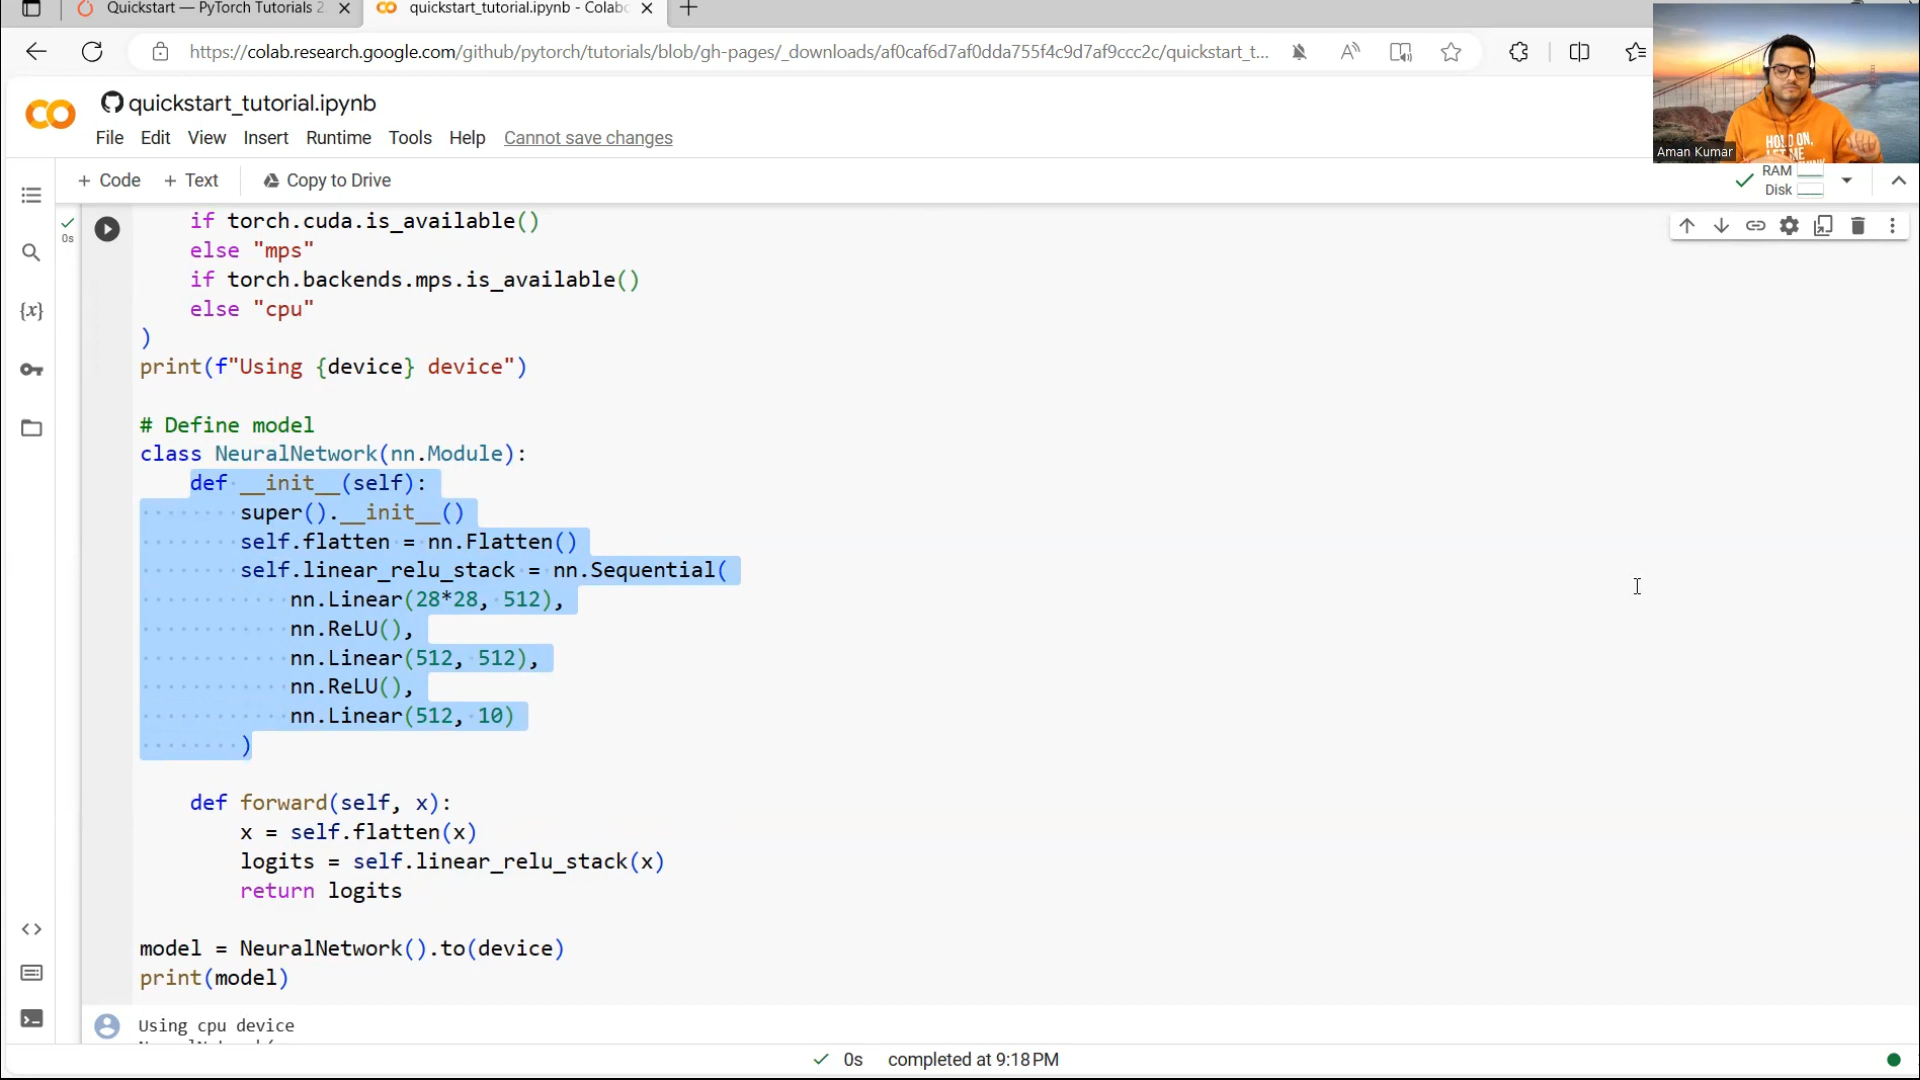 Quickstart — PyTorch Tutorials 2
quickstart_tutorial.ipynb - Colab
https://colab.research.google.com/github/pytorch/tutorials/blob/gh-pages/_downloads/af0caf6d7af0dda755f4c9d7af9ccc2c/quickstart_t...
quickstart_tutorial.ipynb
File Edit View Insert Runtime Tools Help Cannot save changes
+ Code + Text Copy to Drive
RAM
Disk
Aman Kumar
HOLD ON,
LET ME
0s
if torch.cuda.is_available()
else "mps"
if torch.backends.mps.is_available()
else "cpu"
)
print(f"Using {device} device")
# Define model
class NeuralNetwork(nn.Module):
def __init__(self):
super().__init__()
self.flatten = nn.Flatten()
self.linear_relu_stack = nn.Sequential(
nn.Linear(28*28, 512),
nn.ReLU(),
nn.Linear(512, 512),
nn.ReLU(),
nn.Linear(512, 10)
)
def forward(self, x):
x = self.flatten(x)
logits = self.linear_relu_stack(x)
return logits
model = NeuralNetwork().to(device)
print(model)
Using cpu device
0s completed at 9:18 PM